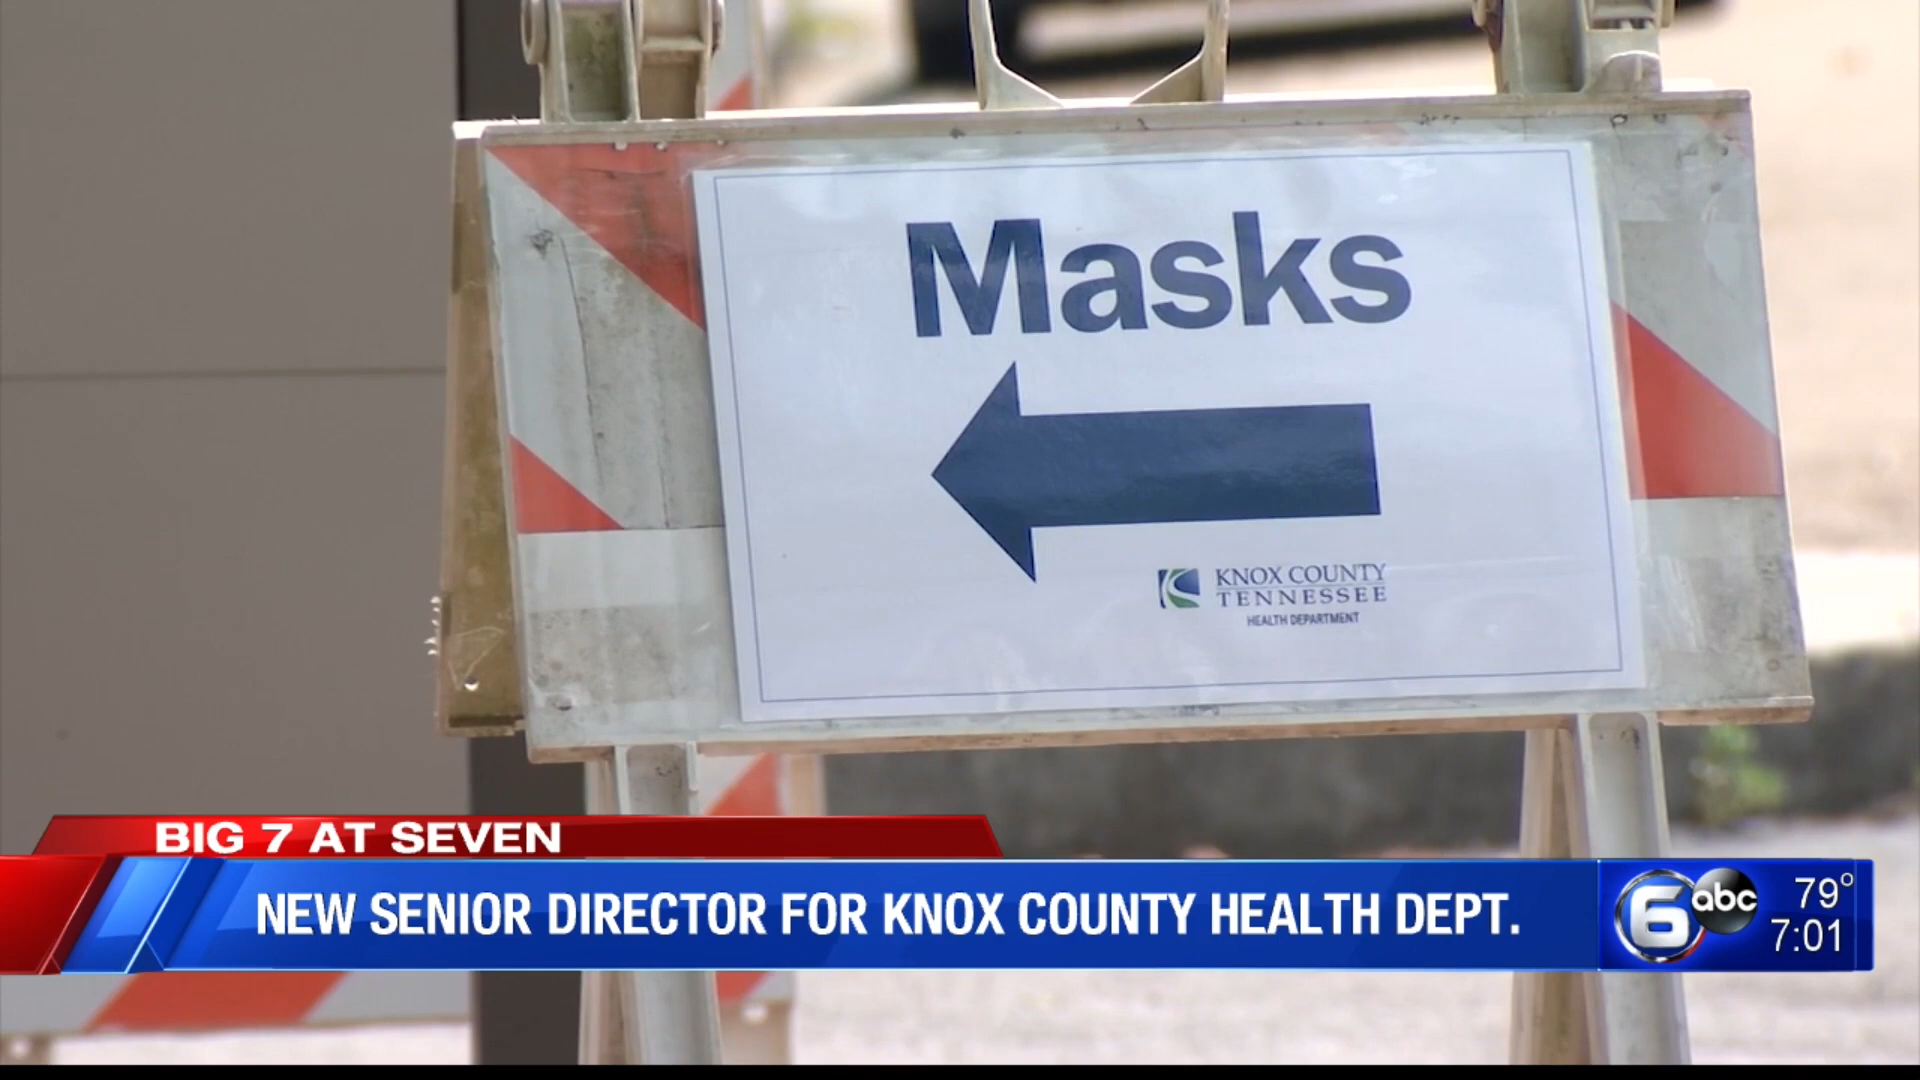 Masks
KNOX COUNTY
TENNESSEE
HEALTH DEPARTMENT
BIG 7 AT SEVEN
NEW SENIOR DIRECTOR FOR KNOX COUNTY HEALTH DEPT.
6 abc
79°
7:01